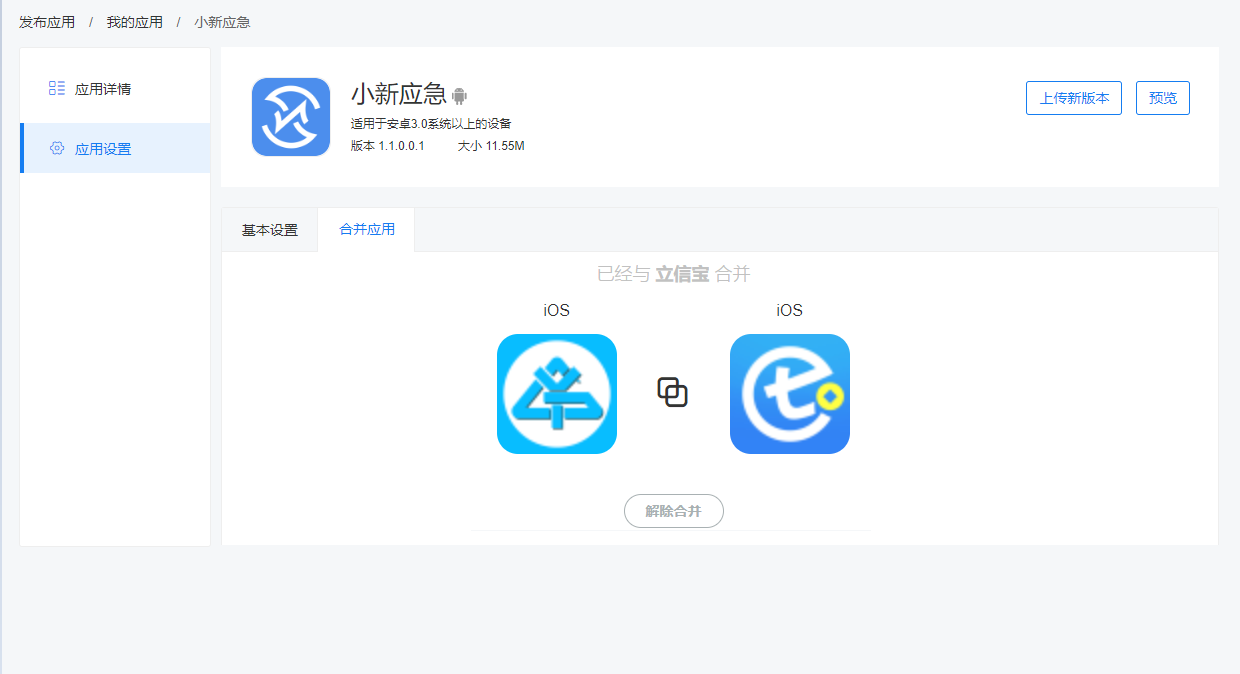 发布应用 / 我的应用 / 小新应急
应用详情
应用设置
小新应急
适用于安卓3.0系统以上的设备
版本 1.1.0.0.1 大小 11.55M
上传新版本 预览
基本设置 合并应用
已经与 立信宝 合并
iOS iOS
解除合并